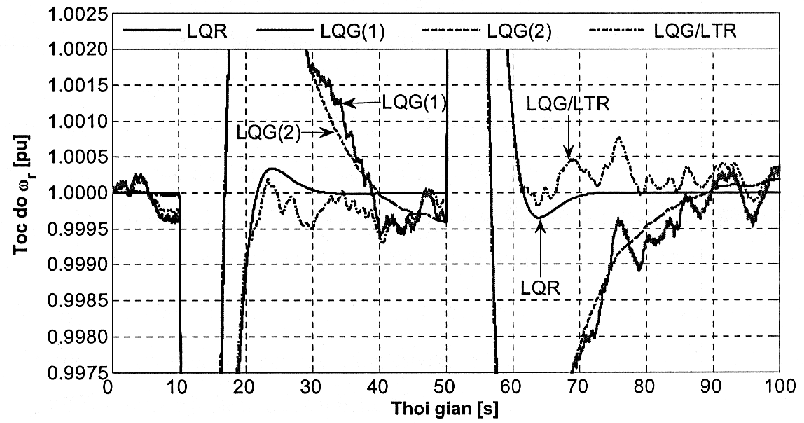 LQR LQG(1) LQG(2) LQG/LTR
1.0025
1.0020
1.0015
1.0010
1.0005
1.0000
0.9995
0.9990
0.9985
0.9980
0.9975
Toc do ωr [pu]
LQG(1)
LQG(2)
LQG/LTR
LQR
0 10 20 30 40 50 60 70 80 90 100
Thoi gian [s]